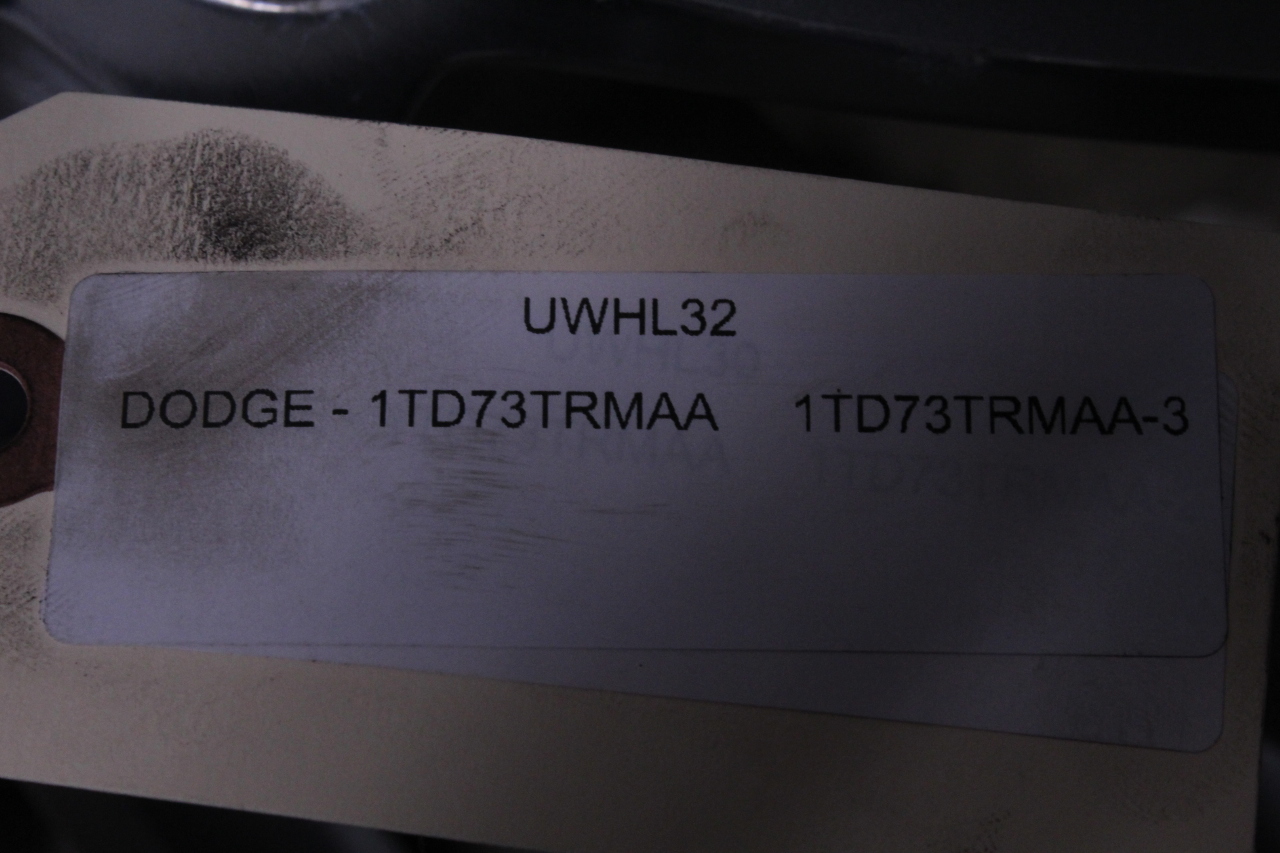 UWHL32
DODGE - 1TD73TRMAA 1TD73TRMAA-3